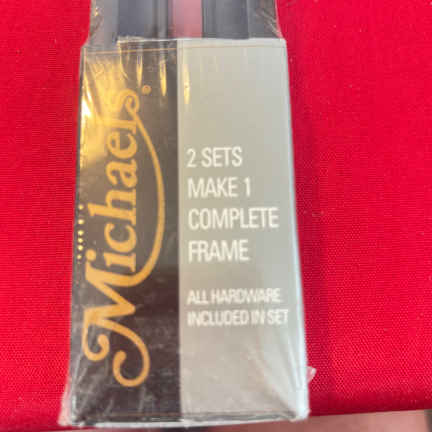 Michaels®
2 SETS
MAKE 1
COMPLETE
FRAME
ALL HARDWARE
INCLUDED IN SET